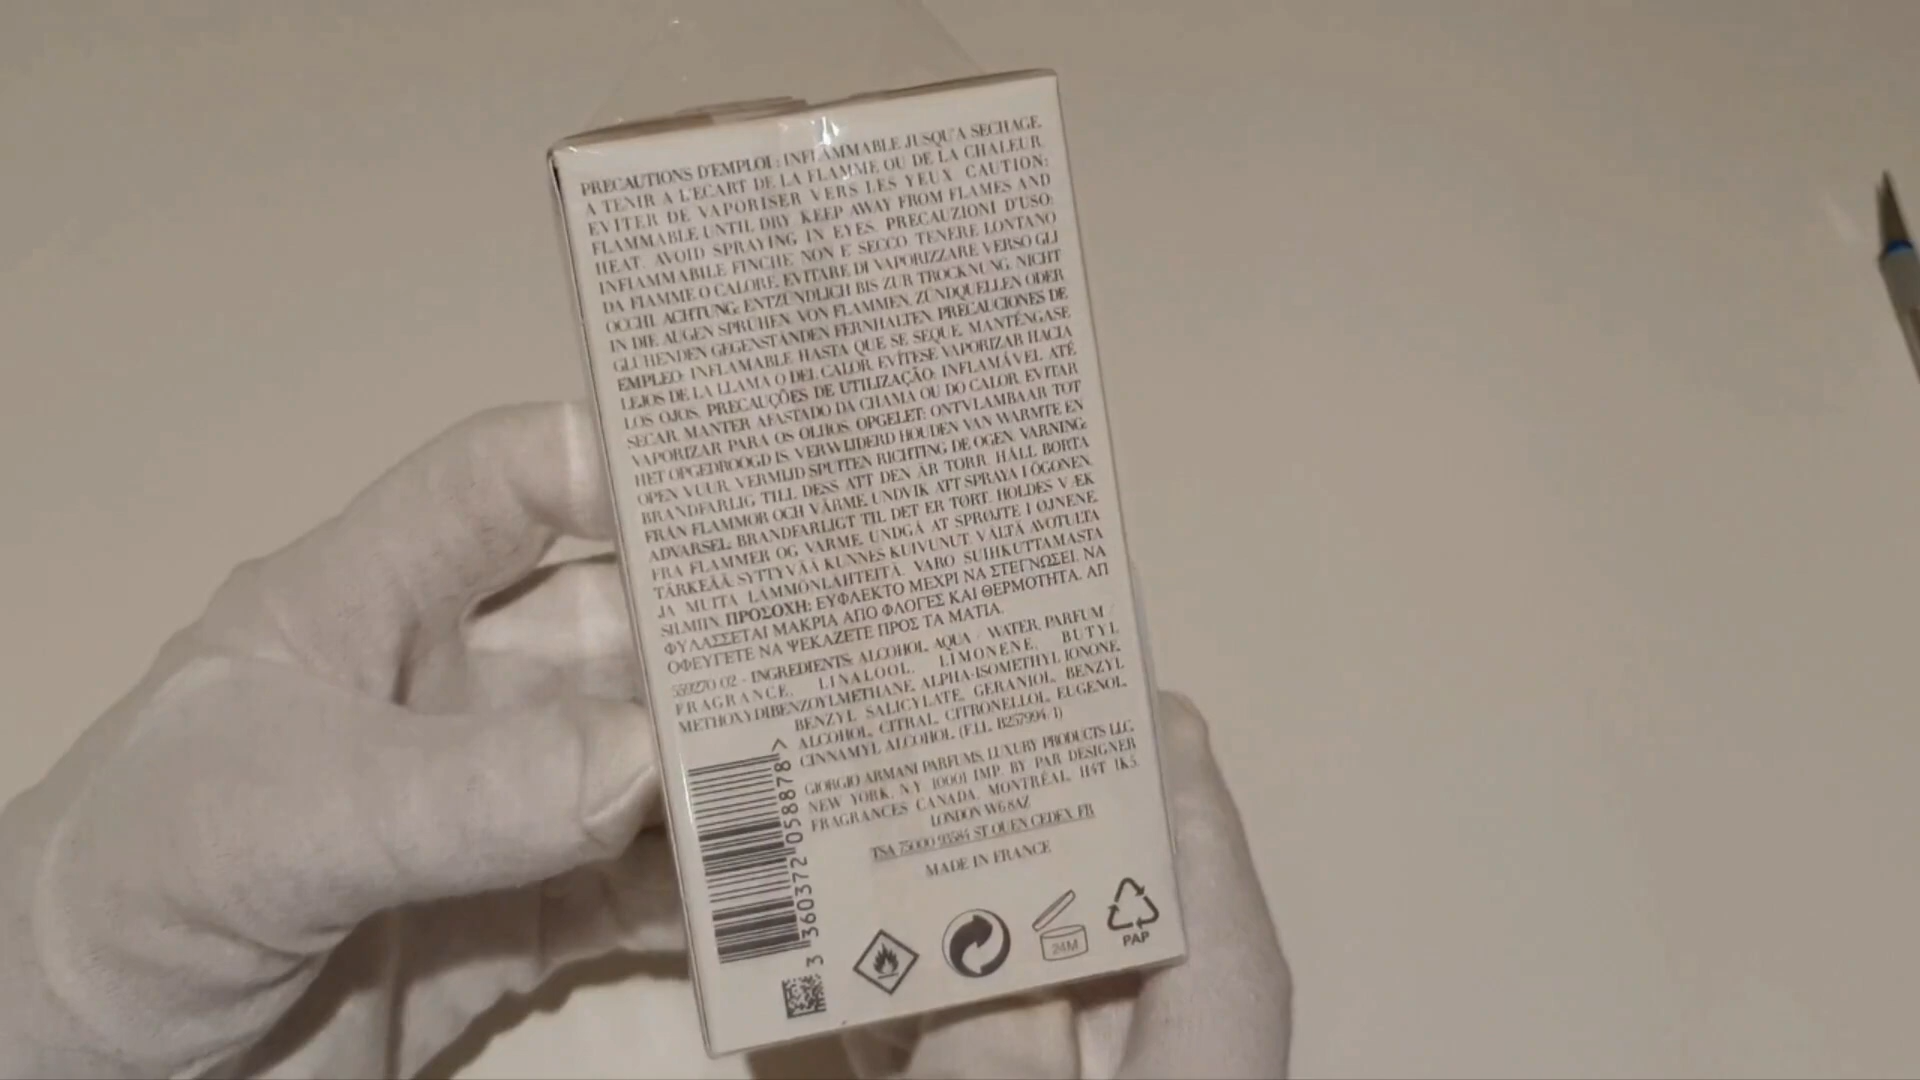 PRECAUTIONS D'EMPLOI : INFLAMMABLE JUSQU'A SECHAGE.
A TENIR A L'ECART DE LA FLAMME OU DE LA CHALEUR.
EVITER DE VAPORISER VERS LES YEUX. CAUTION:
FLAMMABLE UNTIL DRY. KEEP AWAY FROM FLAMES AND
HEAT. AVOID SPRAYING IN EYES. PRECAUZIONI D'USO:
INFIAMMABILE FINCHE NON E' SECCO. TENERE LONTANO
DA FIAMME O CALORE. EVITARE DI VAPORIZZARE VERSO GLI
OCCHI. ACHTUNG: ENTZÜNDLICH BIS ZUR TROCKNUNG. NICHT
IN DIE AUGEN SPRÜHEN. VON FLAMMEN, ZÜNDQUELLEN ODER
GLÜHENDEN GEGENSTÄNDEN FERNHALTEN. PRECAUCIONES DE
EMPLEO: INFLAMABLE HASTA QUE SE SEQUE. MANTÉNGASE
LEJOS DE LA LLAMA O DEL CALOR. EVÍTESE VAPORIZAR HACIA
LOS OJOS. PRECAUÇÕES DE UTILIZAÇÃO: INFLAMÁVEL ATÉ
SECAR. MANTER AFASTADO DA CHAMA OU DO CALOR. EVITAR
VAPORIZAR PARA OS OLHOS. OPGELET: ONTVLAMBAAR TOT
HET OPGEDROOGD IS. VERWIJDERD HOUDEN VAN WARMTE EN
OPEN VUUR. VERMIJD SPUITEN RICHTING DE OGEN. VARNING:
BRANDFARLIG TILL DESS ATT DEN ÄR TORR. HÅLL BORTA
FRÅN FLAMMOR OCH VÄRME. UNDVIK ATT SPRAYA I ÖGONEN.
ADVARSEL: BRANDFARLIGT TIL DET ER TØRT. HOLDES VÆK
FRA FLAMMER OG VARME. UNDGÅ AT SPRØJTE I ØJNENE.
TÄRKEÄÄ: SYTTYVÄÄ KUNNES KUIVUNUT. VÄLTÄ AVOTULTA
JA MUITA LÄMMÖNLÄHTEITÄ. VARO SUIHKUTTAMASTA
SILMIIN. ΠΡΟΣΟΧΗ: ΕΥΦΛΕΚΤΟ ΜΕΧΡΙ ΝΑ ΣΤΕΓΝΩΣΕΙ. ΝΑ
ΦΥΛΑΣΣΕΤΑΙ ΜΑΚΡΙΑ ΑΠΟ ΦΛΟΓΕΣ ΚΑΙ ΘΕΡΜΟΤΗΤΑ. ΑΠ
ΟΦΕΥΓΕΤΕ ΝΑ ΨΕΚΑΖΕΤΕ ΠΡΟΣ ΤΑ ΜΑΤΙΑ.
559270 02 - INGREDIENTS: ALCOHOL, AQUA / WATER, PARFUM /
FRAGRANCE, LINALOOL, LIMONENE, BUTYL
METHOXYDIBENZOYLMETHANE, ALPHA-ISOMETHYL IONONE,
BENZYL SALICYLATE, GERANIOL, BENZYL
ALCOHOL, CITRAL, CITRONELLOL, EUGENOL,
CINNAMYL ALCOHOL (F.I.L. B257994/1)
GIORGIO ARMANI PARFUMS, LUXURY PRODUCTS LLC,
NEW YORK, N.Y. 10001 IMP. BY PAR DESIGNER
FRAGRANCES CANADA, MONTRÉAL, H4T 1K5.
LONDON W6 8AZ
TSA 75000 93584 ST OUEN CEDEX, FR
MADE IN FRANCE
3 360372 058878 >
24M
PAP